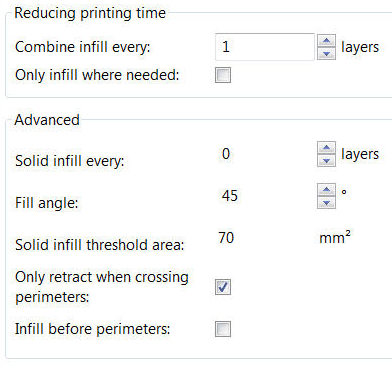 Reducing printing time
Combine infill every: 1 layers
Only infill where needed:
Advanced
Solid infill every: 0 layers
Fill angle: 45 °
Solid infill threshold area: 70 mm²
Only retract when crossing
perimeters:
Infill before perimeters: